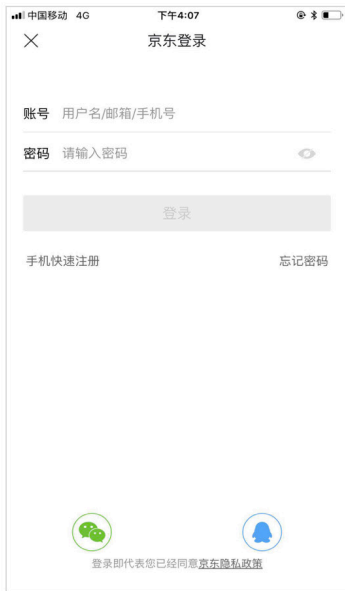 中国移动 4G 下午4:07
京东登录
账号 用户名/邮箱/手机号
密码 请输入密码
登录
手机快速注册 忘记密码
登录即代表您已经同意京东隐私政策